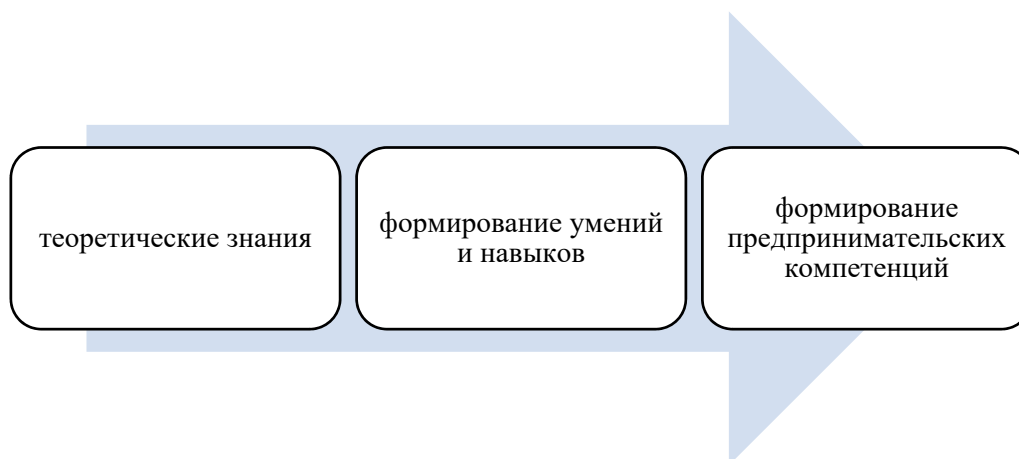 теоретические знания
формирование умений
и навыков
формирование
предпринимательских
компетенций